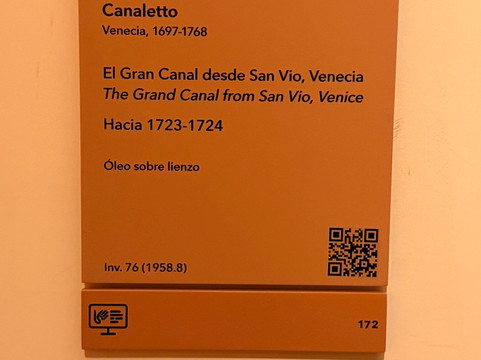 Canaletto
Venecia, 1697-1768
El Gran Canal desde San Vio, Venecia
The Grand Canal from San Vio, Venice
Hacia 1723-1724
Óleo sobre lienzo
Inv. 76 (1958.8)
172